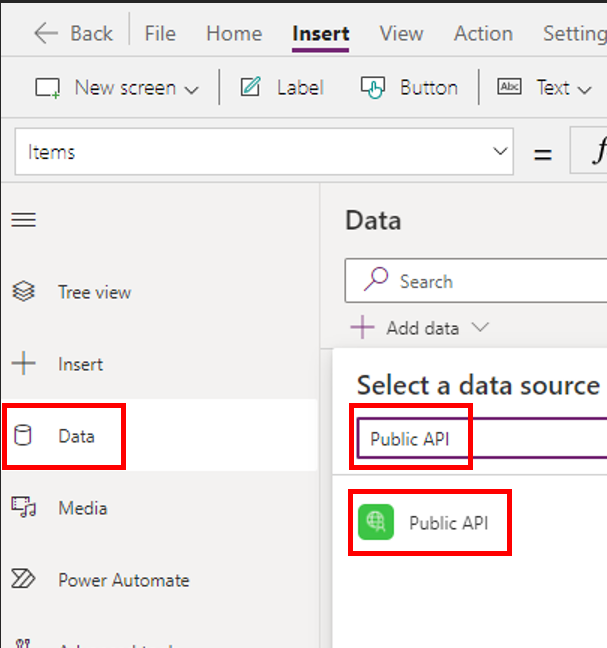 Back File Home Insert View Action Setting
New screen Label Button Abc Text
Items = f
Data
Search
Tree view
Add data
Insert
Select a data source
Data
Public API
Media
Public API
Power Automate